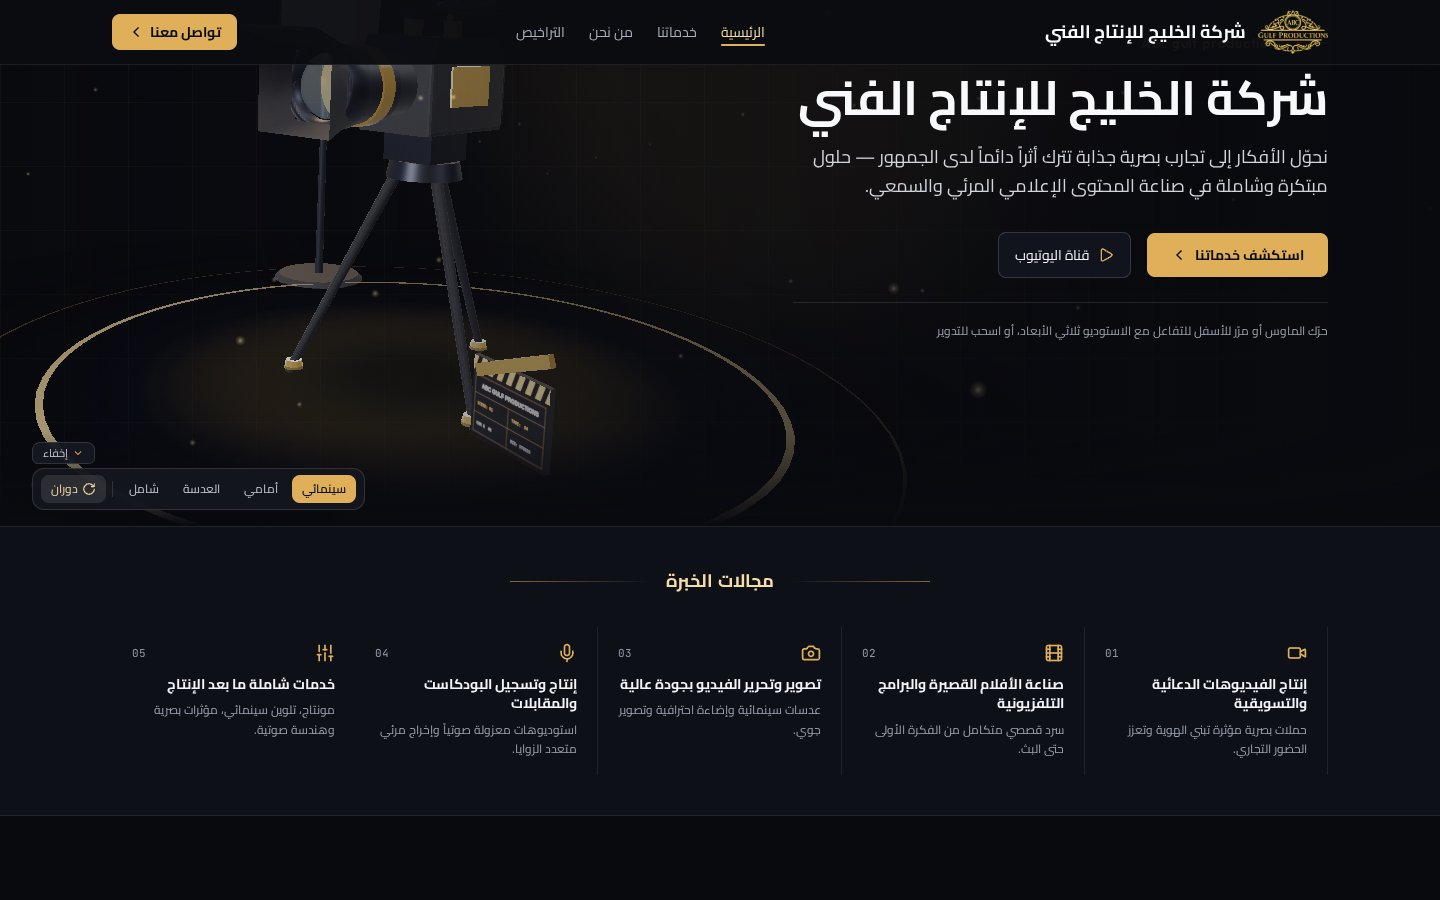 ABC
GULF PRODUCTIONS
شركة الخليج للإنتاج الفني
الرئيسية
خدماتنا
من نحن
التراخيص
تواصل معنا
شركة الخليج للإنتاج الفني
نحوّل الأفكار إلى تجارب بصرية جذابة تترك أثراً دائماً لدى الجمهور — حلول
مبتكرة وشاملة في صناعة المحتوى الإعلامي المرئي والسمعي.
استكشف خدماتنا
قناة اليوتيوب
حرّك الماوس أو مرّر للأسفل للتفاعل مع الاستوديو ثلاثي الأبعاد، أو اسحب للتدوير
ABC GULF PRODUCTIONS
إخفاء
سينمائي
أمامي
العدسة
شامل
دوران
مجالات الخبرة
01
إنتاج الفيديوهات الدعائية
والتسويقية
حملات بصرية مؤثرة تبني الهوية وتعزز
الحضور التجاري.
02
صناعة الأفلام القصيرة والبرامج
التلفزيونية
سرد قصصي متكامل من الفكرة الأولى
حتى البث.
03
تصوير وتحرير الفيديو بجودة عالية
عدسات سينمائية وإضاءة احترافية وتصوير
جوي.
04
إنتاج وتسجيل البودكاست
والمقابلات
استوديوهات معزولة صوتياً وإخراج مرئي
متعدد الزوايا.
05
خدمات شاملة ما بعد الإنتاج
مونتاج، تلوين سينمائي، مؤثرات بصرية
وهندسة صوتية.